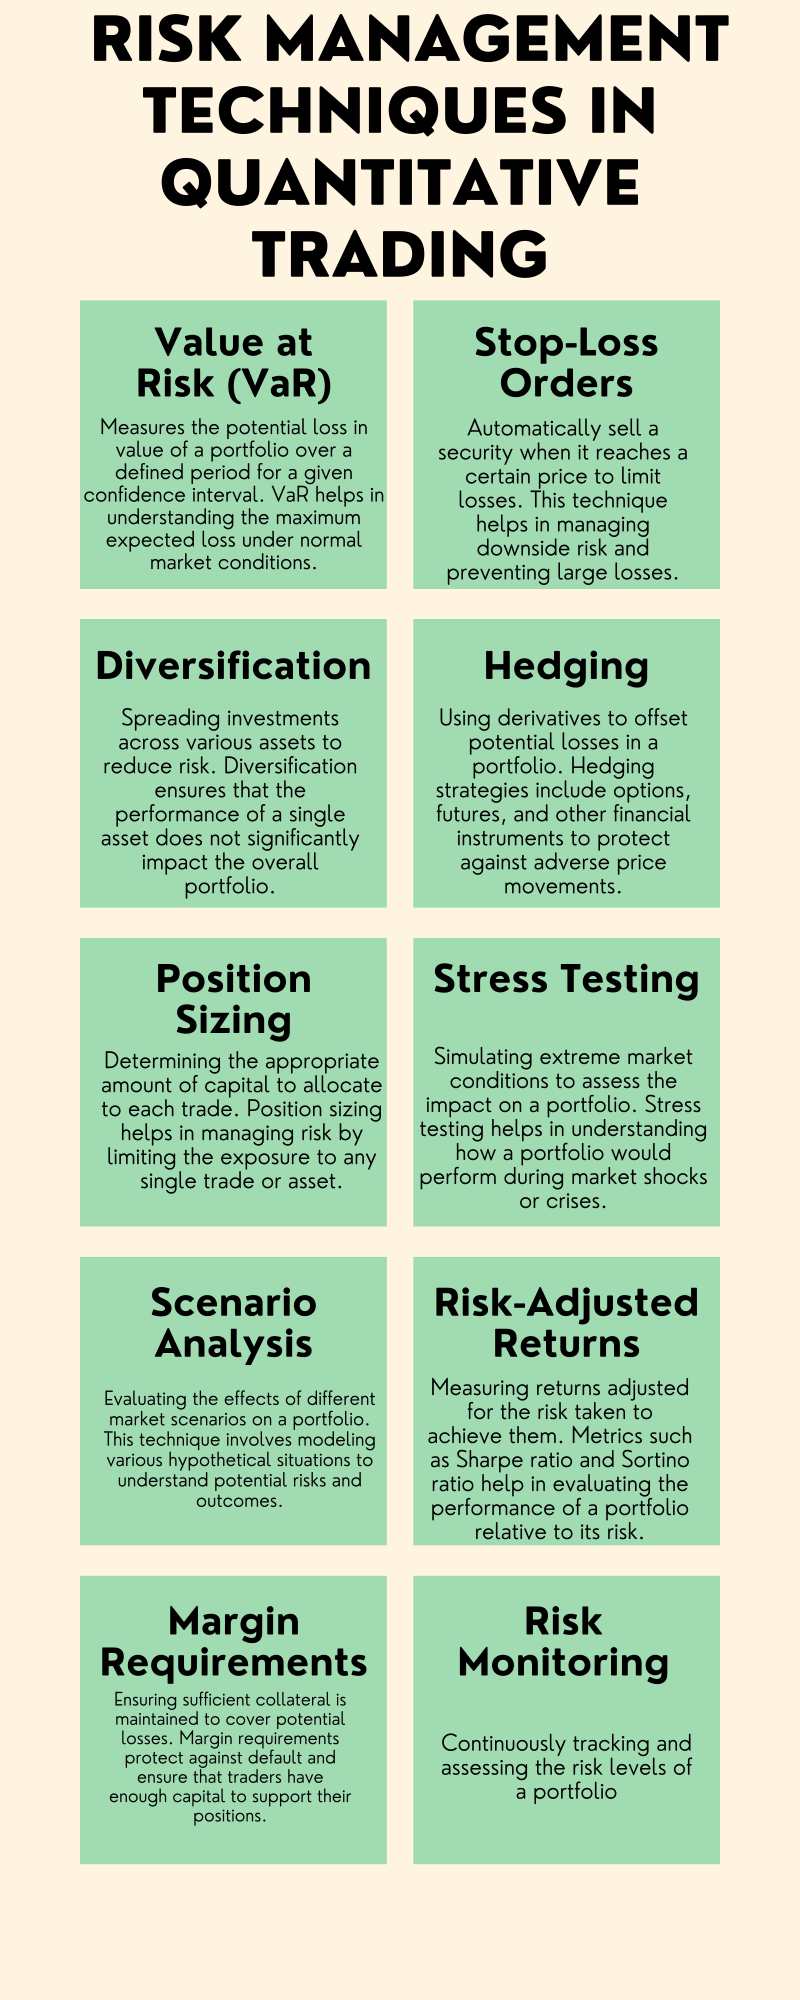 RISK MANAGEMENT
TECHNIQUES IN
QUANTITATIVE
TRADING
Value at
Risk (VaR)
Measures the potential loss in
value of a portfolio over a
defined period for a given
confidence interval. VaR helps in
understanding the maximum
expected loss under normal
market conditions.
Stop-Loss
Orders
Automatically sell a
security when it reaches a
certain price to limit
losses. This technique
helps in managing
downside risk and
preventing large losses.
Diversification
Spreading investments
across various assets to
reduce risk. Diversification
ensures that the
performance of a single
asset does not significantly
impact the overall
portfolio.
Hedging
Using derivatives to offset
potential losses in a
portfolio. Hedging
strategies include options,
futures, and other financial
instruments to protect
against adverse price
movements.
Position
Sizing
Determining the appropriate
amount of capital to allocate
to each trade. Position sizing
helps in managing risk by
limiting the exposure to any
single trade or asset.
Stress Testing
Simulating extreme market
conditions to assess the
impact on a portfolio. Stress
testing helps in understanding
how a portfolio would
perform during market shocks
or crises.
Scenario
Analysis
Evaluating the effects of different
market scenarios on a portfolio.
This technique involves modeling
various hypothetical situations to
understand potential risks and
outcomes.
Risk-Adjusted
Returns
Measuring returns adjusted
for the risk taken to
achieve them. Metrics such
as Sharpe ratio and Sortino
ratio help in evaluating the
performance of a portfolio
relative to its risk.
Margin
Requirements
Ensuring sufficient collateral is
maintained to cover potential
losses. Margin requirements
protect against default and
ensure that traders have
enough capital to support their
positions.
Risk
Monitoring
Continuously tracking and
assessing the risk levels of
a portfolio